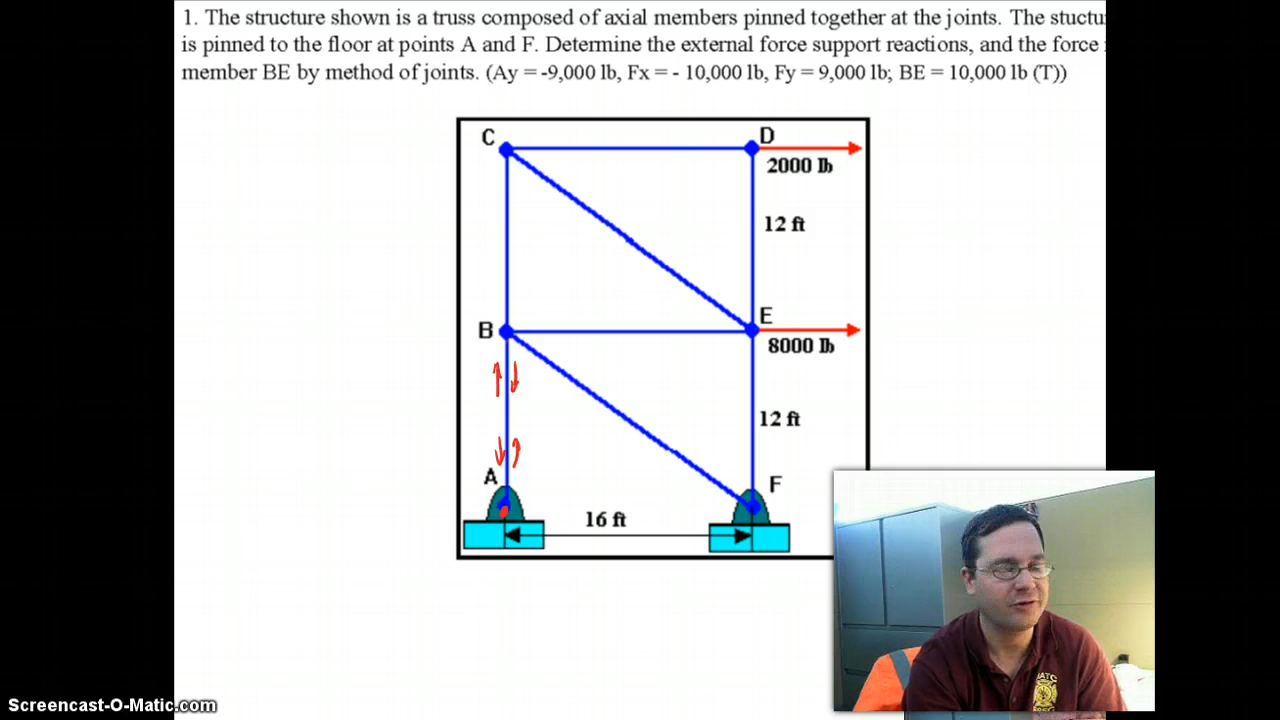 1. The structure shown is a truss composed of axial members pinned together at the joints. The stuctu
is pinned to the floor at points A and F. Determine the external force support reactions, and the force
member BE by method of joints. (Ay = -9,000 lb, Fx = - 10,000 lb, Fy = 9,000 lb; BE = 10,000 lb (T))
C
D
2000 lb
12 ft
E
B
8000 lb
12 ft
A
F
16 ft
Screencast-O-Matic.com